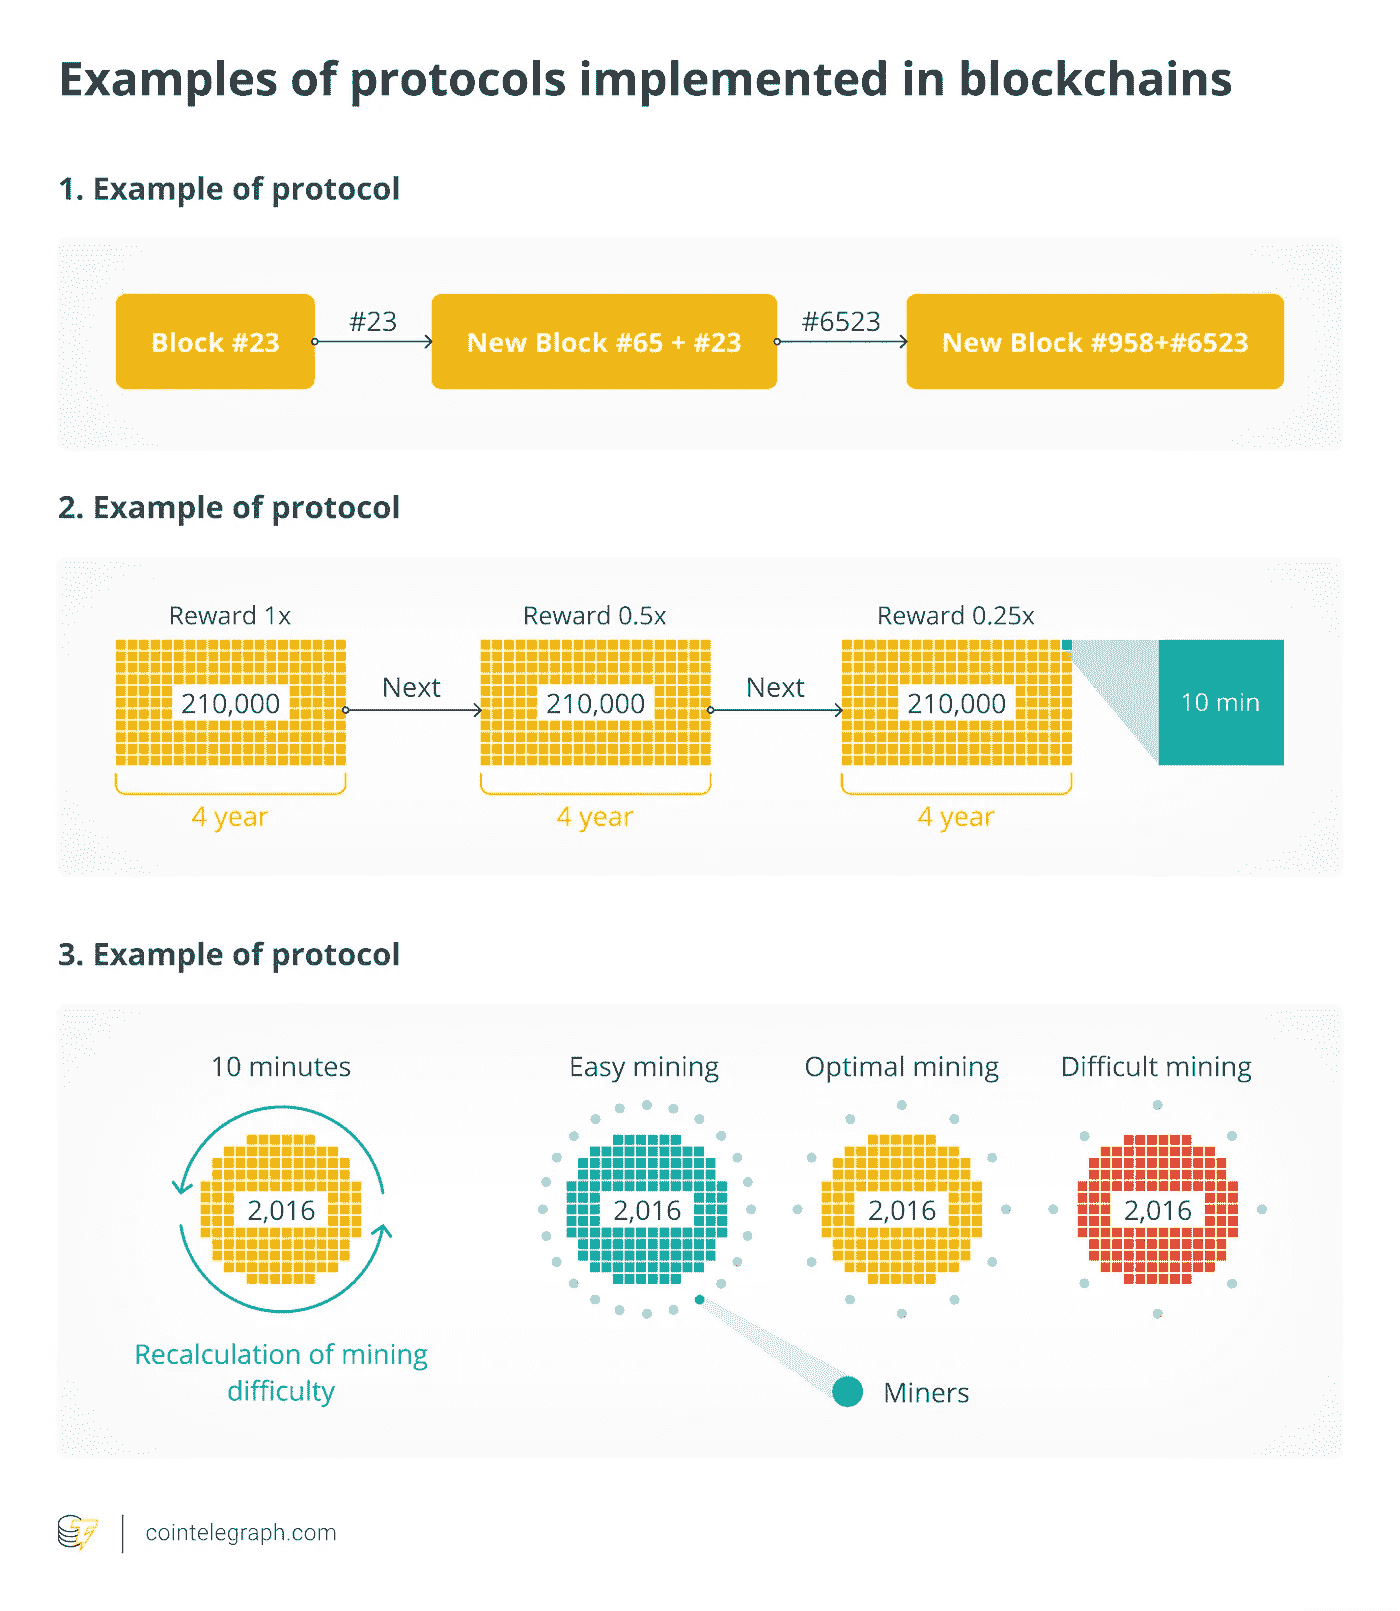 Examples of protocols implemented in blockchains
1. Example of protocol
Block #23
#23
New Block #65 + #23
#6523
New Block #958+#6523
2. Example of protocol
Reward 1x
Reward 0.5x
Reward 0.25x
210,000
Next
210,000
Next
210,000
10 min
4 year
4 year
4 year
3. Example of protocol
10 minutes
Easy mining
Optimal mining
Difficult mining
2,016
2,016
2,016
2,016
Recalculation of mining
difficulty
Miners
cointelegraph.com